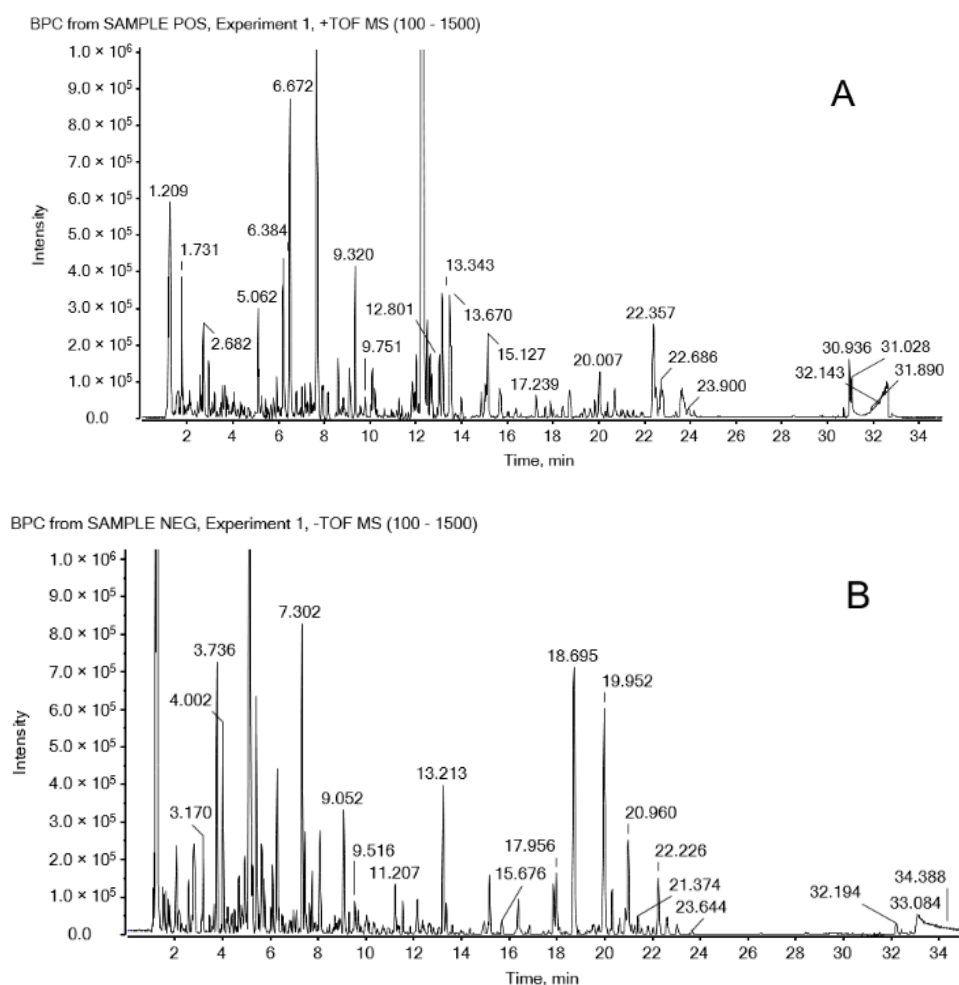 BPC from SAMPLE POS, Experiment 1, +TOF MS (100 - 1500)
A
Intensity
1.0 × 10⁶
9.0 × 10⁵
8.0 × 10⁵
7.0 × 10⁵
6.0 × 10⁵
5.0 × 10⁵
4.0 × 10⁵
3.0 × 10⁵
2.0 × 10⁵
1.0 × 10⁵
0.0
1.209
1.731
2.682
5.062
6.384
6.672
9.320
9.751
12.801
13.343
13.670
15.127
17.239
20.007
22.357
22.686
23.900
30.936
31.028
32.143
31.890
2 4 6 8 10 12 14 16 18 20 22 24 26 28 30 32 34
Time, min
BPC from SAMPLE NEG, Experiment 1, -TOF MS (100 - 1500)
B
Intensity
1.0 × 10⁶
9.0 × 10⁵
8.0 × 10⁵
7.0 × 10⁵
6.0 × 10⁵
5.0 × 10⁵
4.0 × 10⁵
3.0 × 10⁵
2.0 × 10⁵
1.0 × 10⁵
0.0
3.170
3.736
4.002
7.302
9.052
9.516
11.207
13.213
15.676
17.956
18.695
19.952
20.960
21.374
22.226
23.644
32.194
33.084
34.388
2 4 6 8 10 12 14 16 18 20 22 24 26 28 30 32 34
Time, min